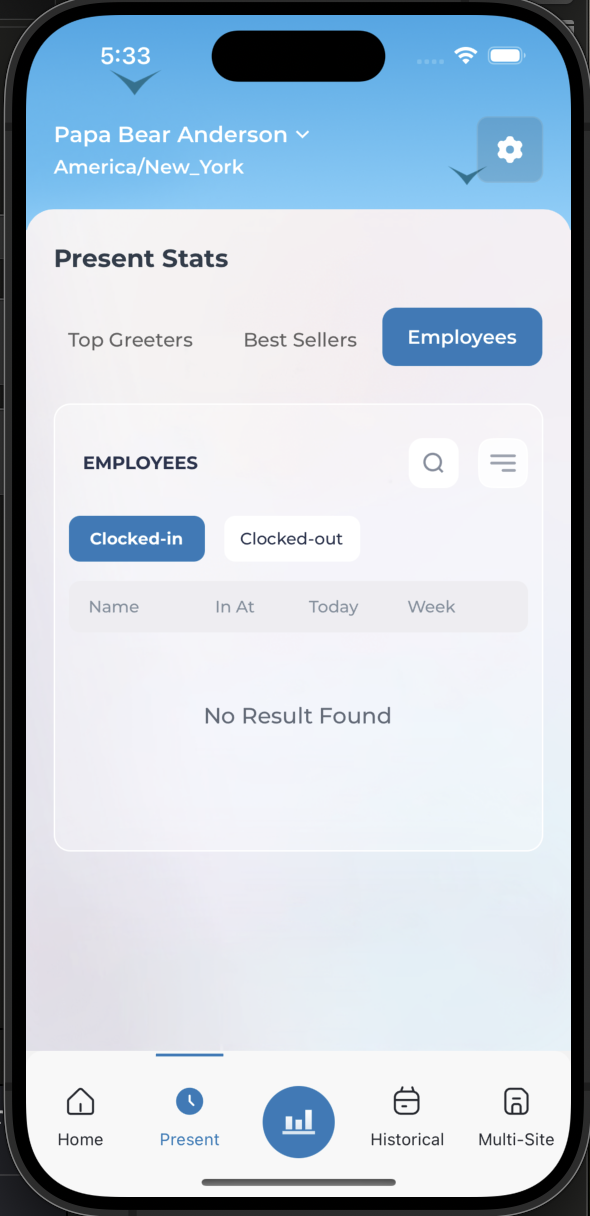 5:33
Papa Bear Anderson
America/New_York
Present Stats
Top Greeters Best Sellers Employees
EMPLOYEES
Clocked-in Clocked-out
Name In At Today Week
No Result Found
Home Present Historical Multi-Site